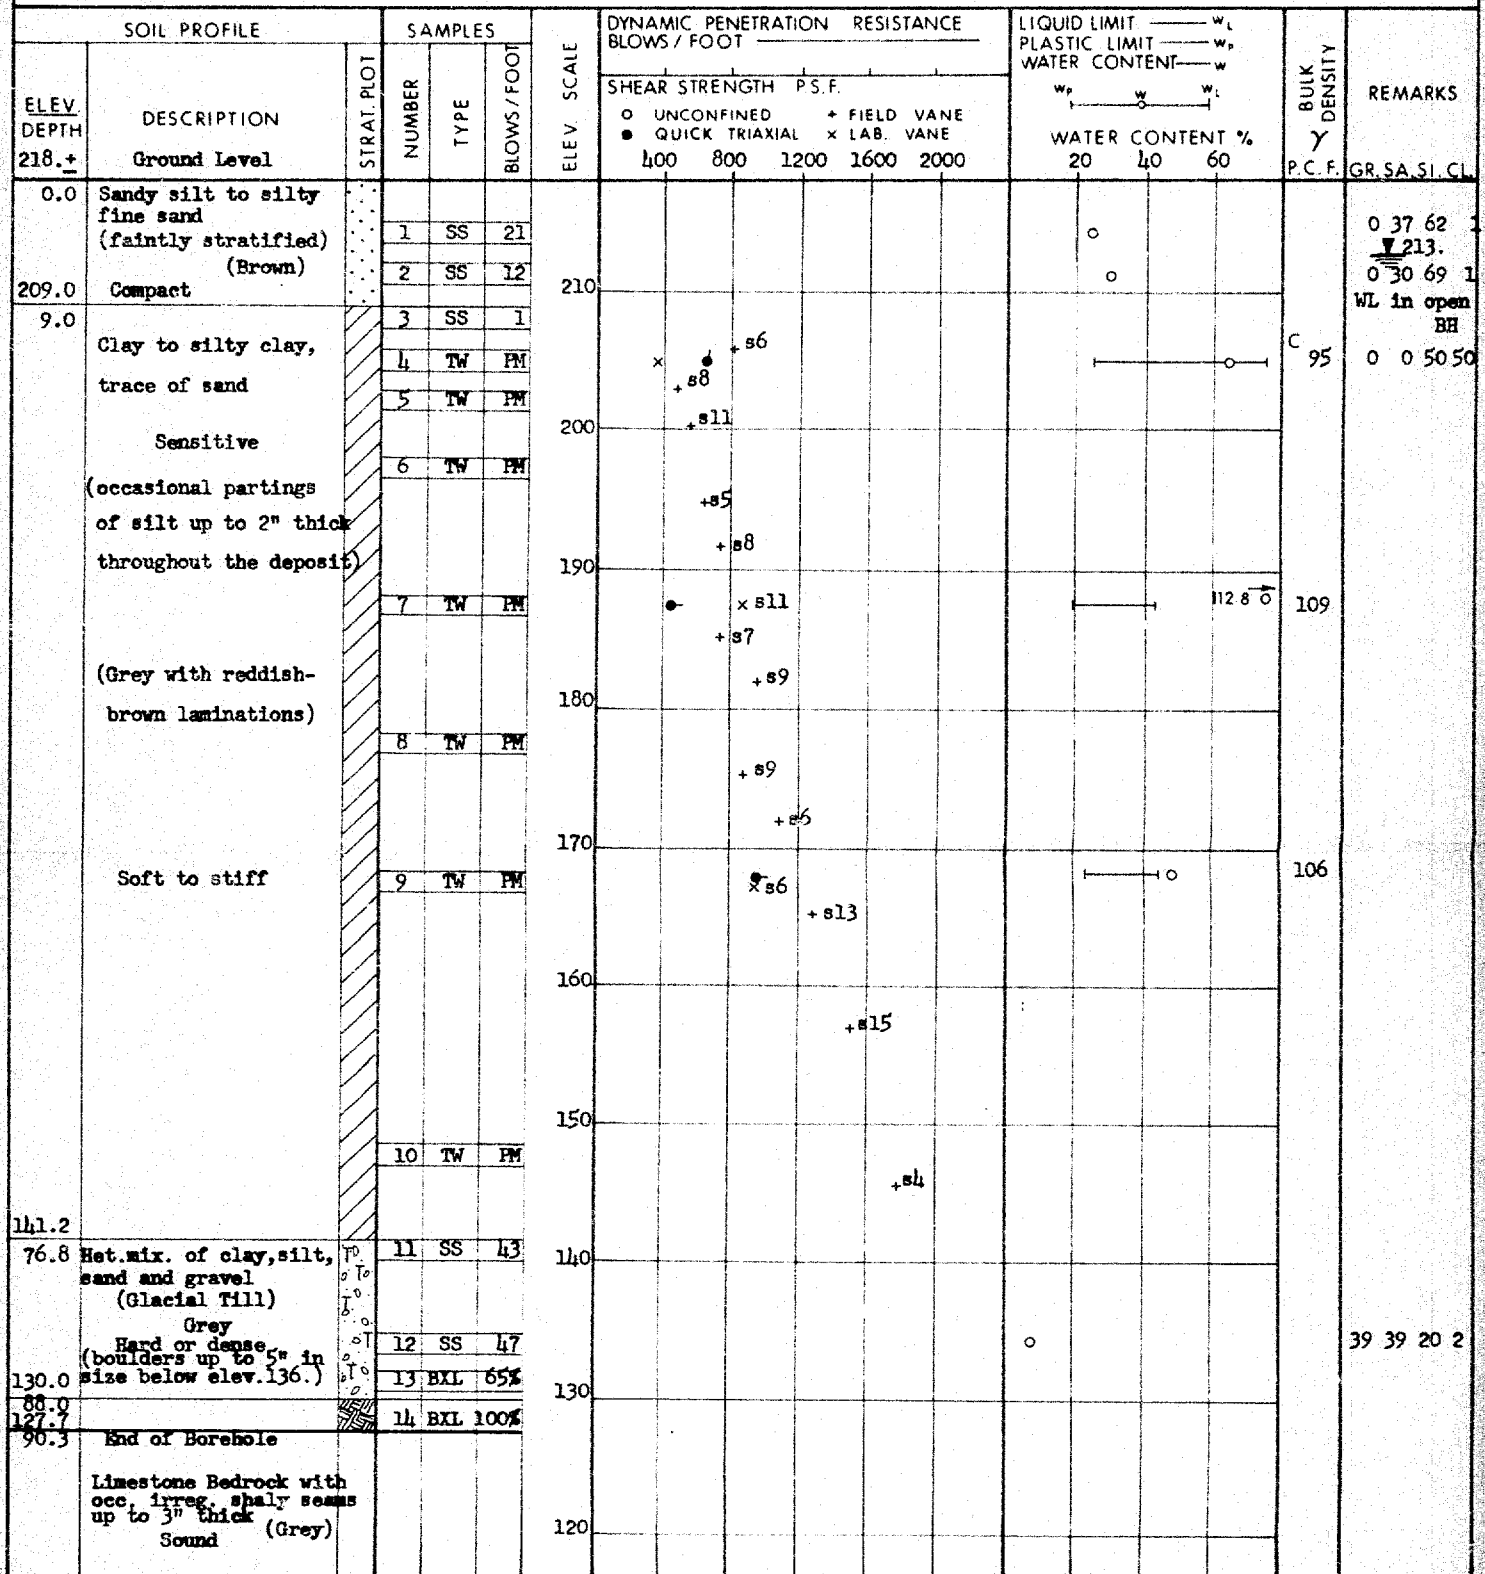 SOIL PROFILE
SAMPLES
ELEV. SCALE
DYNAMIC PENETRATION RESISTANCE
BLOWS / FOOT
LIQUID LIMIT — wL
PLASTIC LIMIT — wP
WATER CONTENT — w
BULK DENSITY
γ
P.C.F.
REMARKS
GR. SA. SI. CL.
ELEV.
DEPTH
DESCRIPTION
STRAT. PLOT
NUMBER
TYPE
BLOWS / FOOT
SHEAR STRENGTH P.S.F.
○ UNCONFINED + FIELD VANE
● QUICK TRIAXIAL × LAB. VANE
wP w wL
WATER CONTENT %
218.± Ground Level
400 800 1200 1600 2000
20 40 60
0.0 Sandy silt to silty
fine sand
(faintly stratified)
(Brown)
209.0 Compact
1 SS 21
2 SS 12
0 37 62 1
213.
0 30 69 1
WL in open
BH
210
9.0
3 SS 1
Clay to silty clay,
trace of sand
4 TW PM
s6
C 95
0 0 50 50
s8
5 TW PM
s11
200
Sensitive
6 TW PM
(occasional partings
of silt up to 2" thick
throughout the deposit)
s5
s8
190
7 TW PM
s11
112.8
109
s7
(Grey with reddish-
brown laminations)
s9
180
8 TW PM
s9
s6
170
Soft to stiff
9 TW PM
s6
106
s13
160
s15
150
10 TW PM
s4
141.2
76.8 Het.mix. of clay,silt,
sand and gravel
(Glacial Till)
Grey
Hard or dense
(boulders up to 5" in
size below elev.136.)
11 SS 43
140
12 SS 47
39 39 20 2
13 BXL 65%
130.0
130
88.0
127.7
14 BXL 100%
90.3 End of Borehole
Limestone Bedrock with
occ. irreg. shaly seams
up to 3" thick
(Grey)
Sound
120